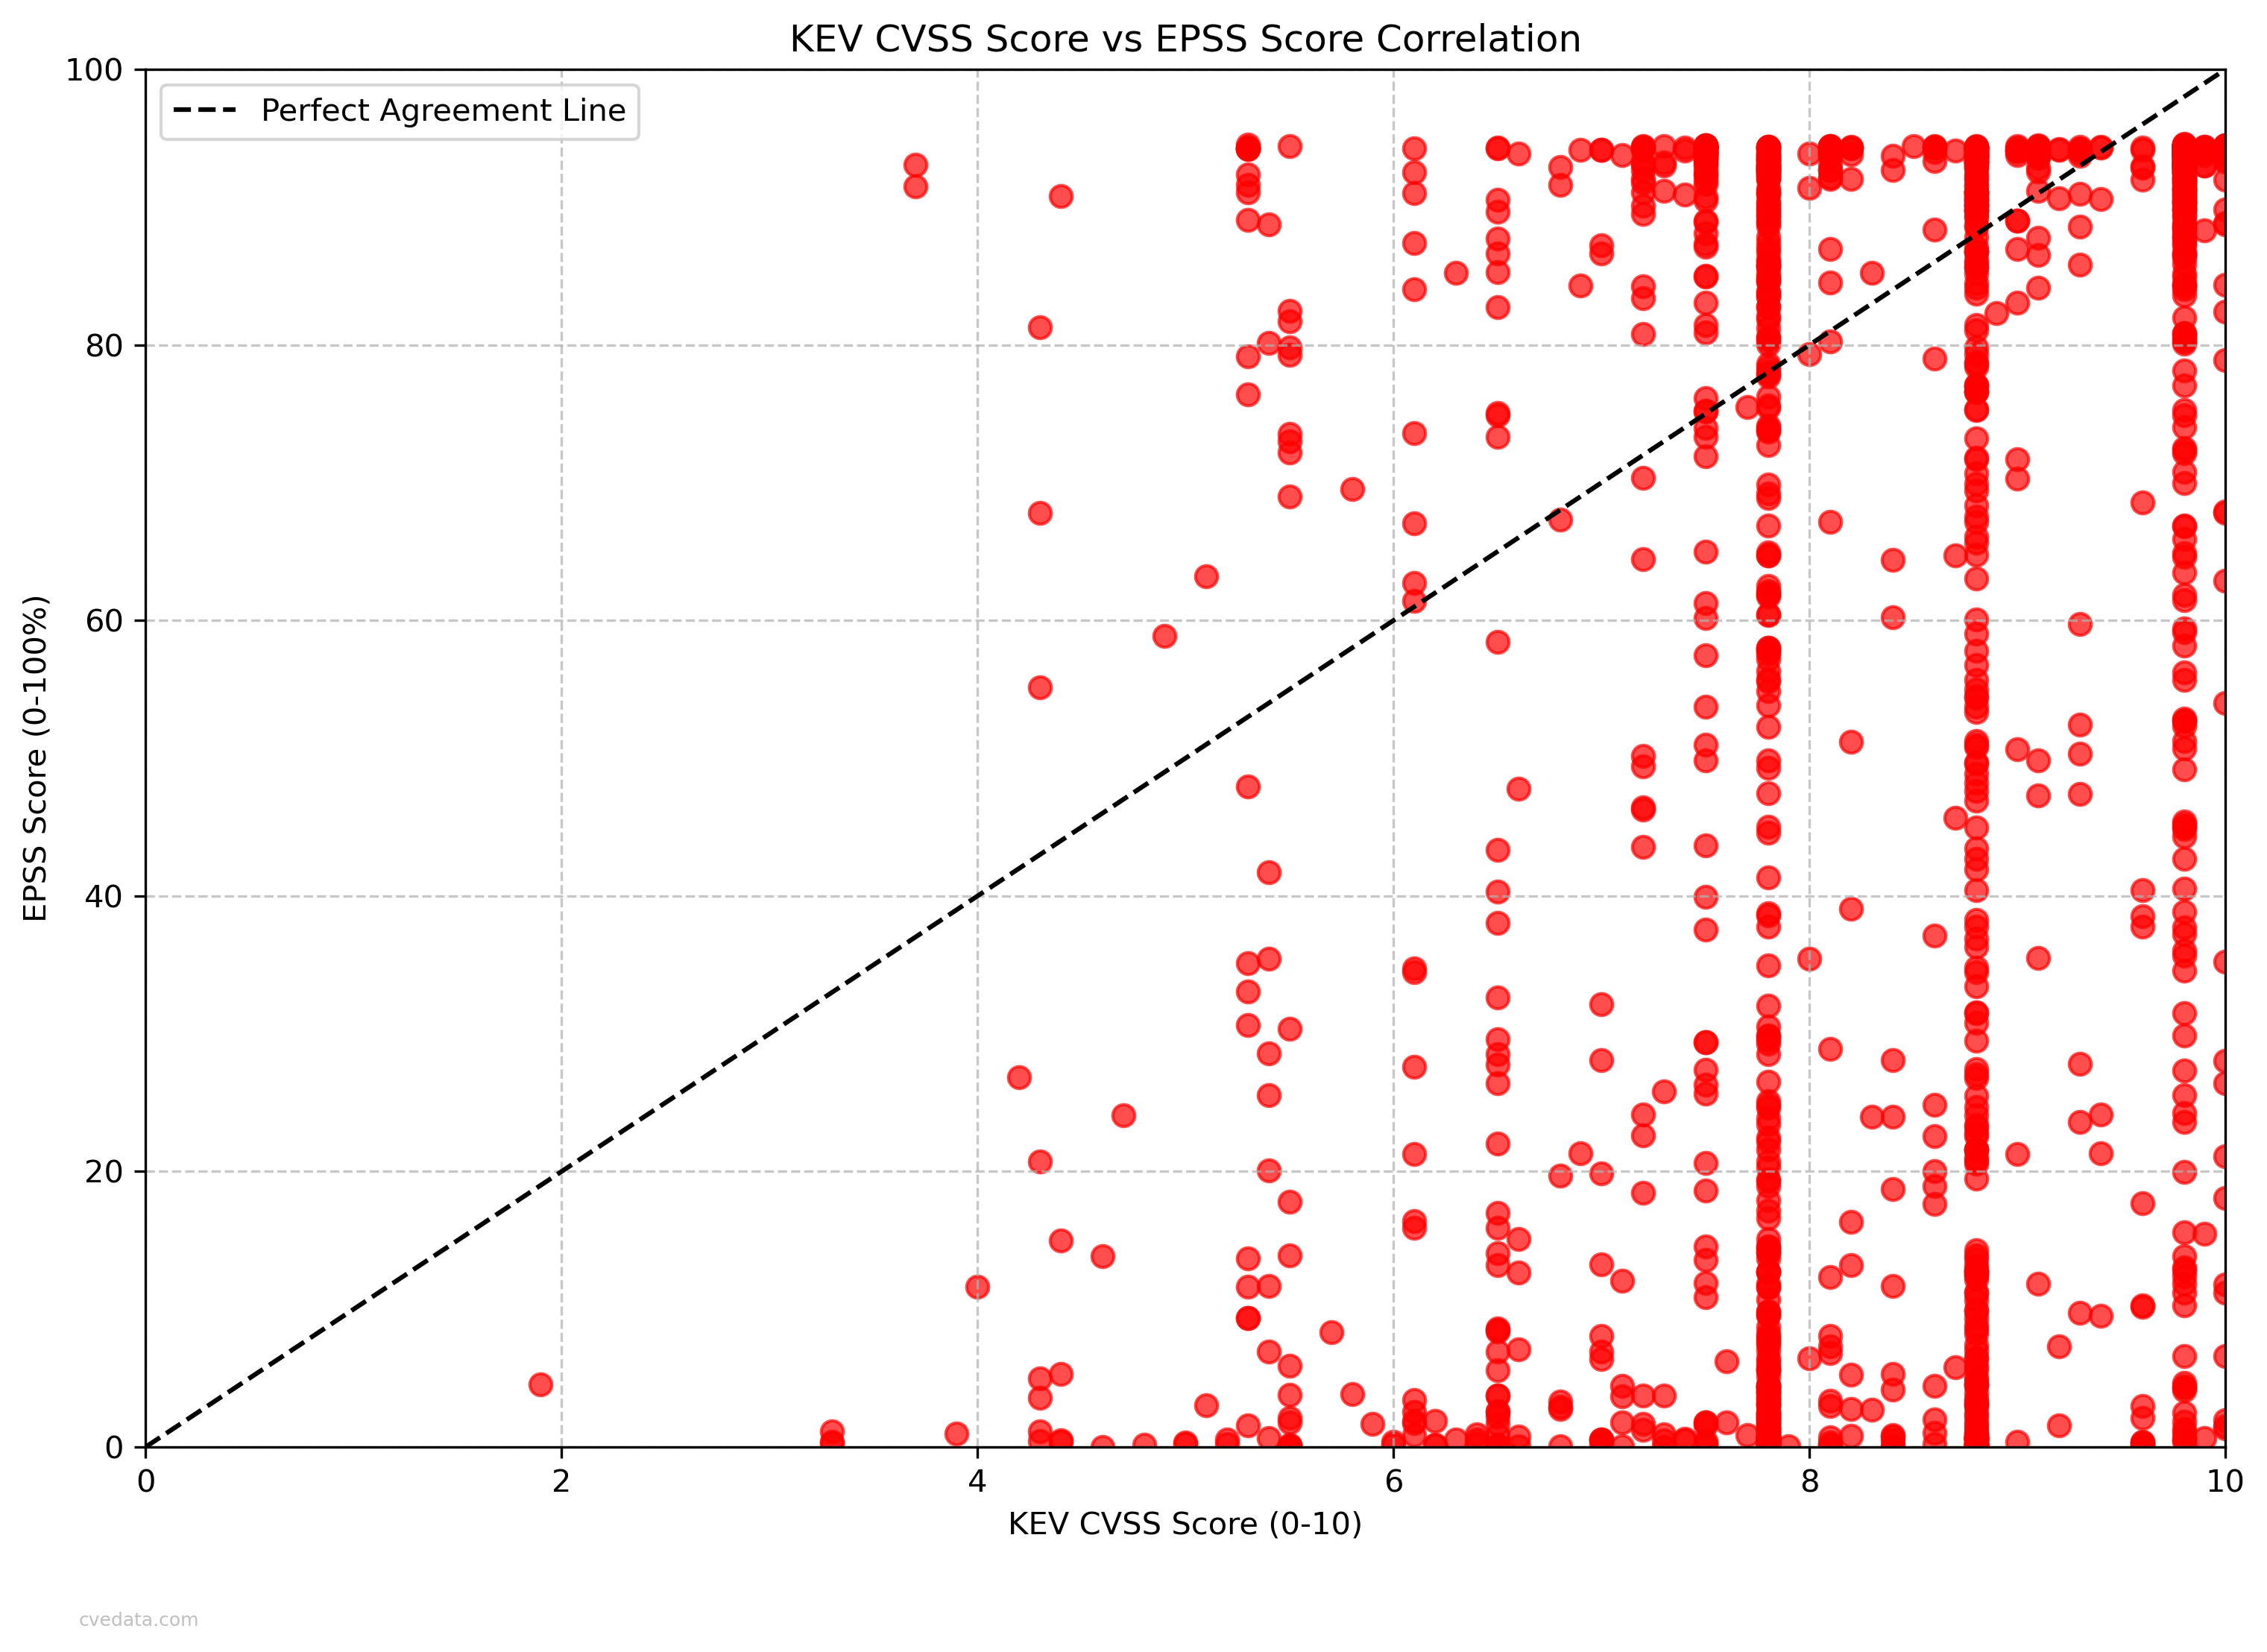 KEV CVSS Score vs EPSS Score Correlation
Perfect Agreement Line
EPSS Score (0-100%)
100
80
60
40
20
0
0 2 4 6 8 10
KEV CVSS Score (0-10)
cvedata.com